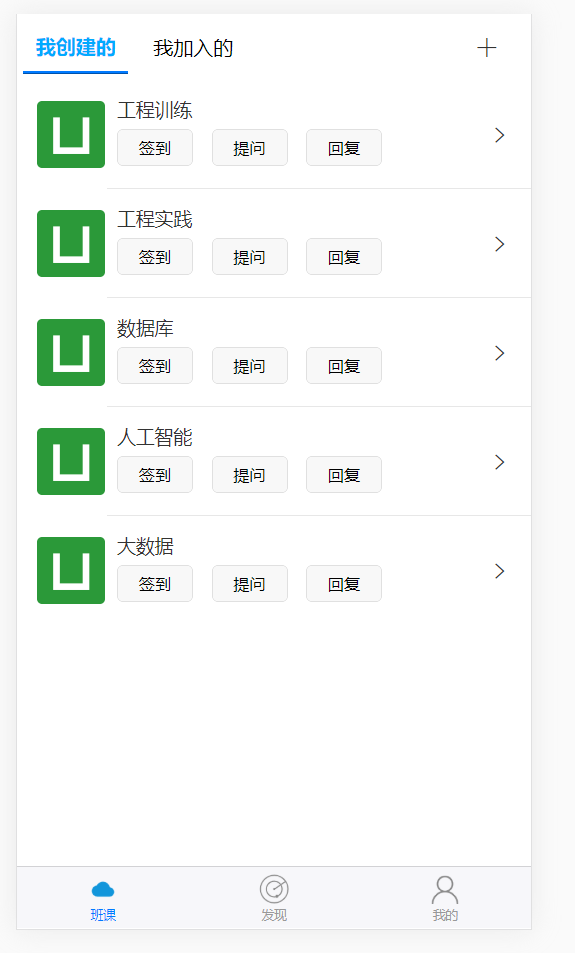 我创建的 我加入的
工程训练
签到 提问 回复
工程实践
签到 提问 回复
数据库
签到 提问 回复
人工智能
签到 提问 回复
大数据
签到 提问 回复
班课 发现 我的